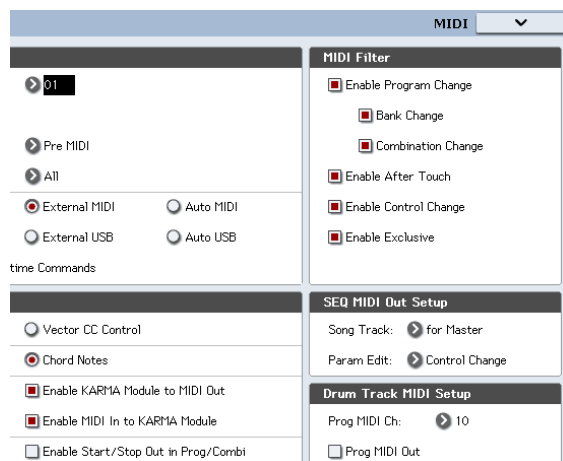 MIDI
MIDI Filter
01
Enable Program Change
Bank Change
Pre MIDI
Combination Change
All
Enable After Touch
External MIDI
Auto MIDI
Enable Control Change
External USB
Auto USB
Enable Exclusive
time Commands
SEQ MIDI Out Setup
Vector CC Control
Song Track: for Master
Chord Notes
Param Edit: Control Change
Enable KARMA Module to MIDI Out
Drum Track MIDI Setup
Enable MIDI In to KARMA Module
Prog MIDI Ch: 10
Enable Start/Stop Out in Prog/Combi
Prog MIDI Out